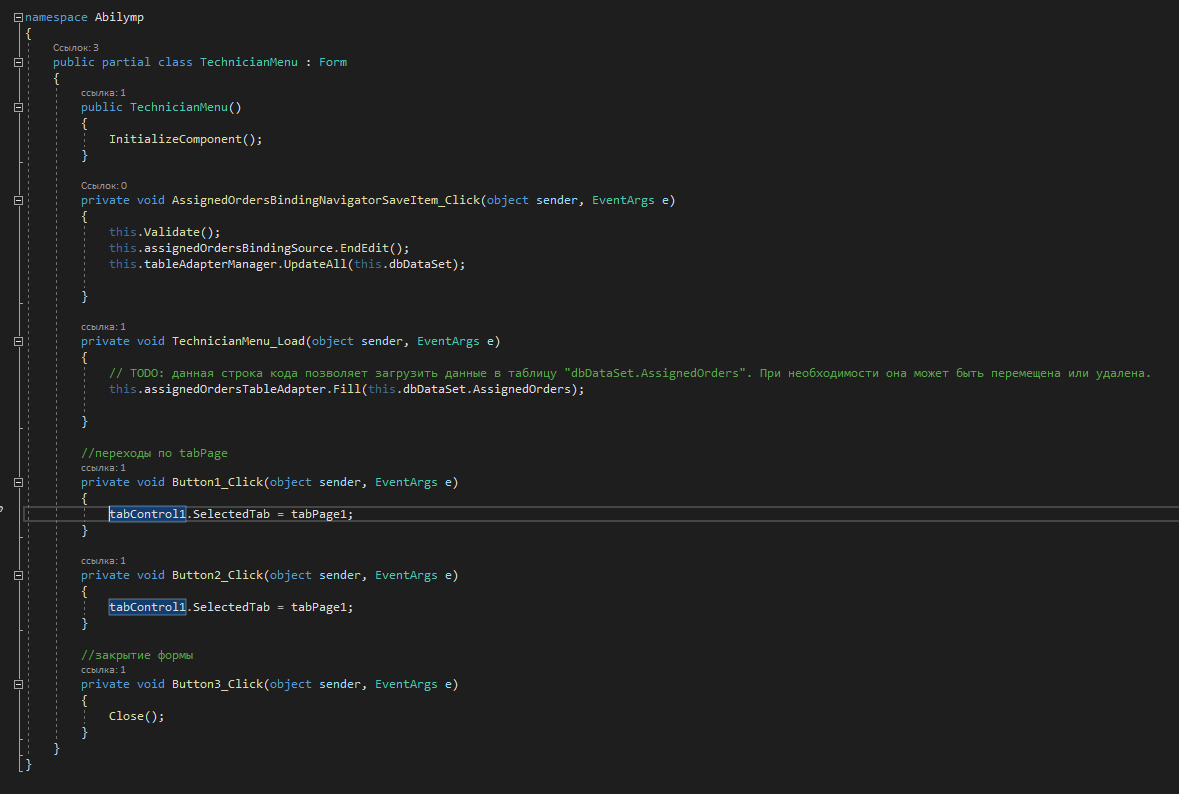 namespace Abilymp
{
Ссылок: 3
public partial class TechnicianMenu : Form
{
ссылка: 1
public TechnicianMenu()
{
InitializeComponent();
}
Ссылок: 0
private void AssignedOrdersBindingNavigatorSaveItem_Click(object sender, EventArgs e)
{
this.Validate();
this.assignedOrdersBindingSource.EndEdit();
this.tableAdapterManager.UpdateAll(this.dbDataSet);
}
ссылка: 1
private void TechnicianMenu_Load(object sender, EventArgs e)
{
// TODO: данная строка кода позволяет загрузить данные в таблицу "dbDataSet.AssignedOrders". При необходимости она может быть перемещена или удалена.
this.assignedOrdersTableAdapter.Fill(this.dbDataSet.AssignedOrders);
}
//переходы по tabPage
ссылка: 1
private void Button1_Click(object sender, EventArgs e)
{
tabControl1.SelectedTab = tabPage1;
}
ссылка: 1
private void Button2_Click(object sender, EventArgs e)
{
tabControl1.SelectedTab = tabPage1;
}
//закрытие формы
ссылка: 1
private void Button3_Click(object sender, EventArgs e)
{
Close();
}
}
}